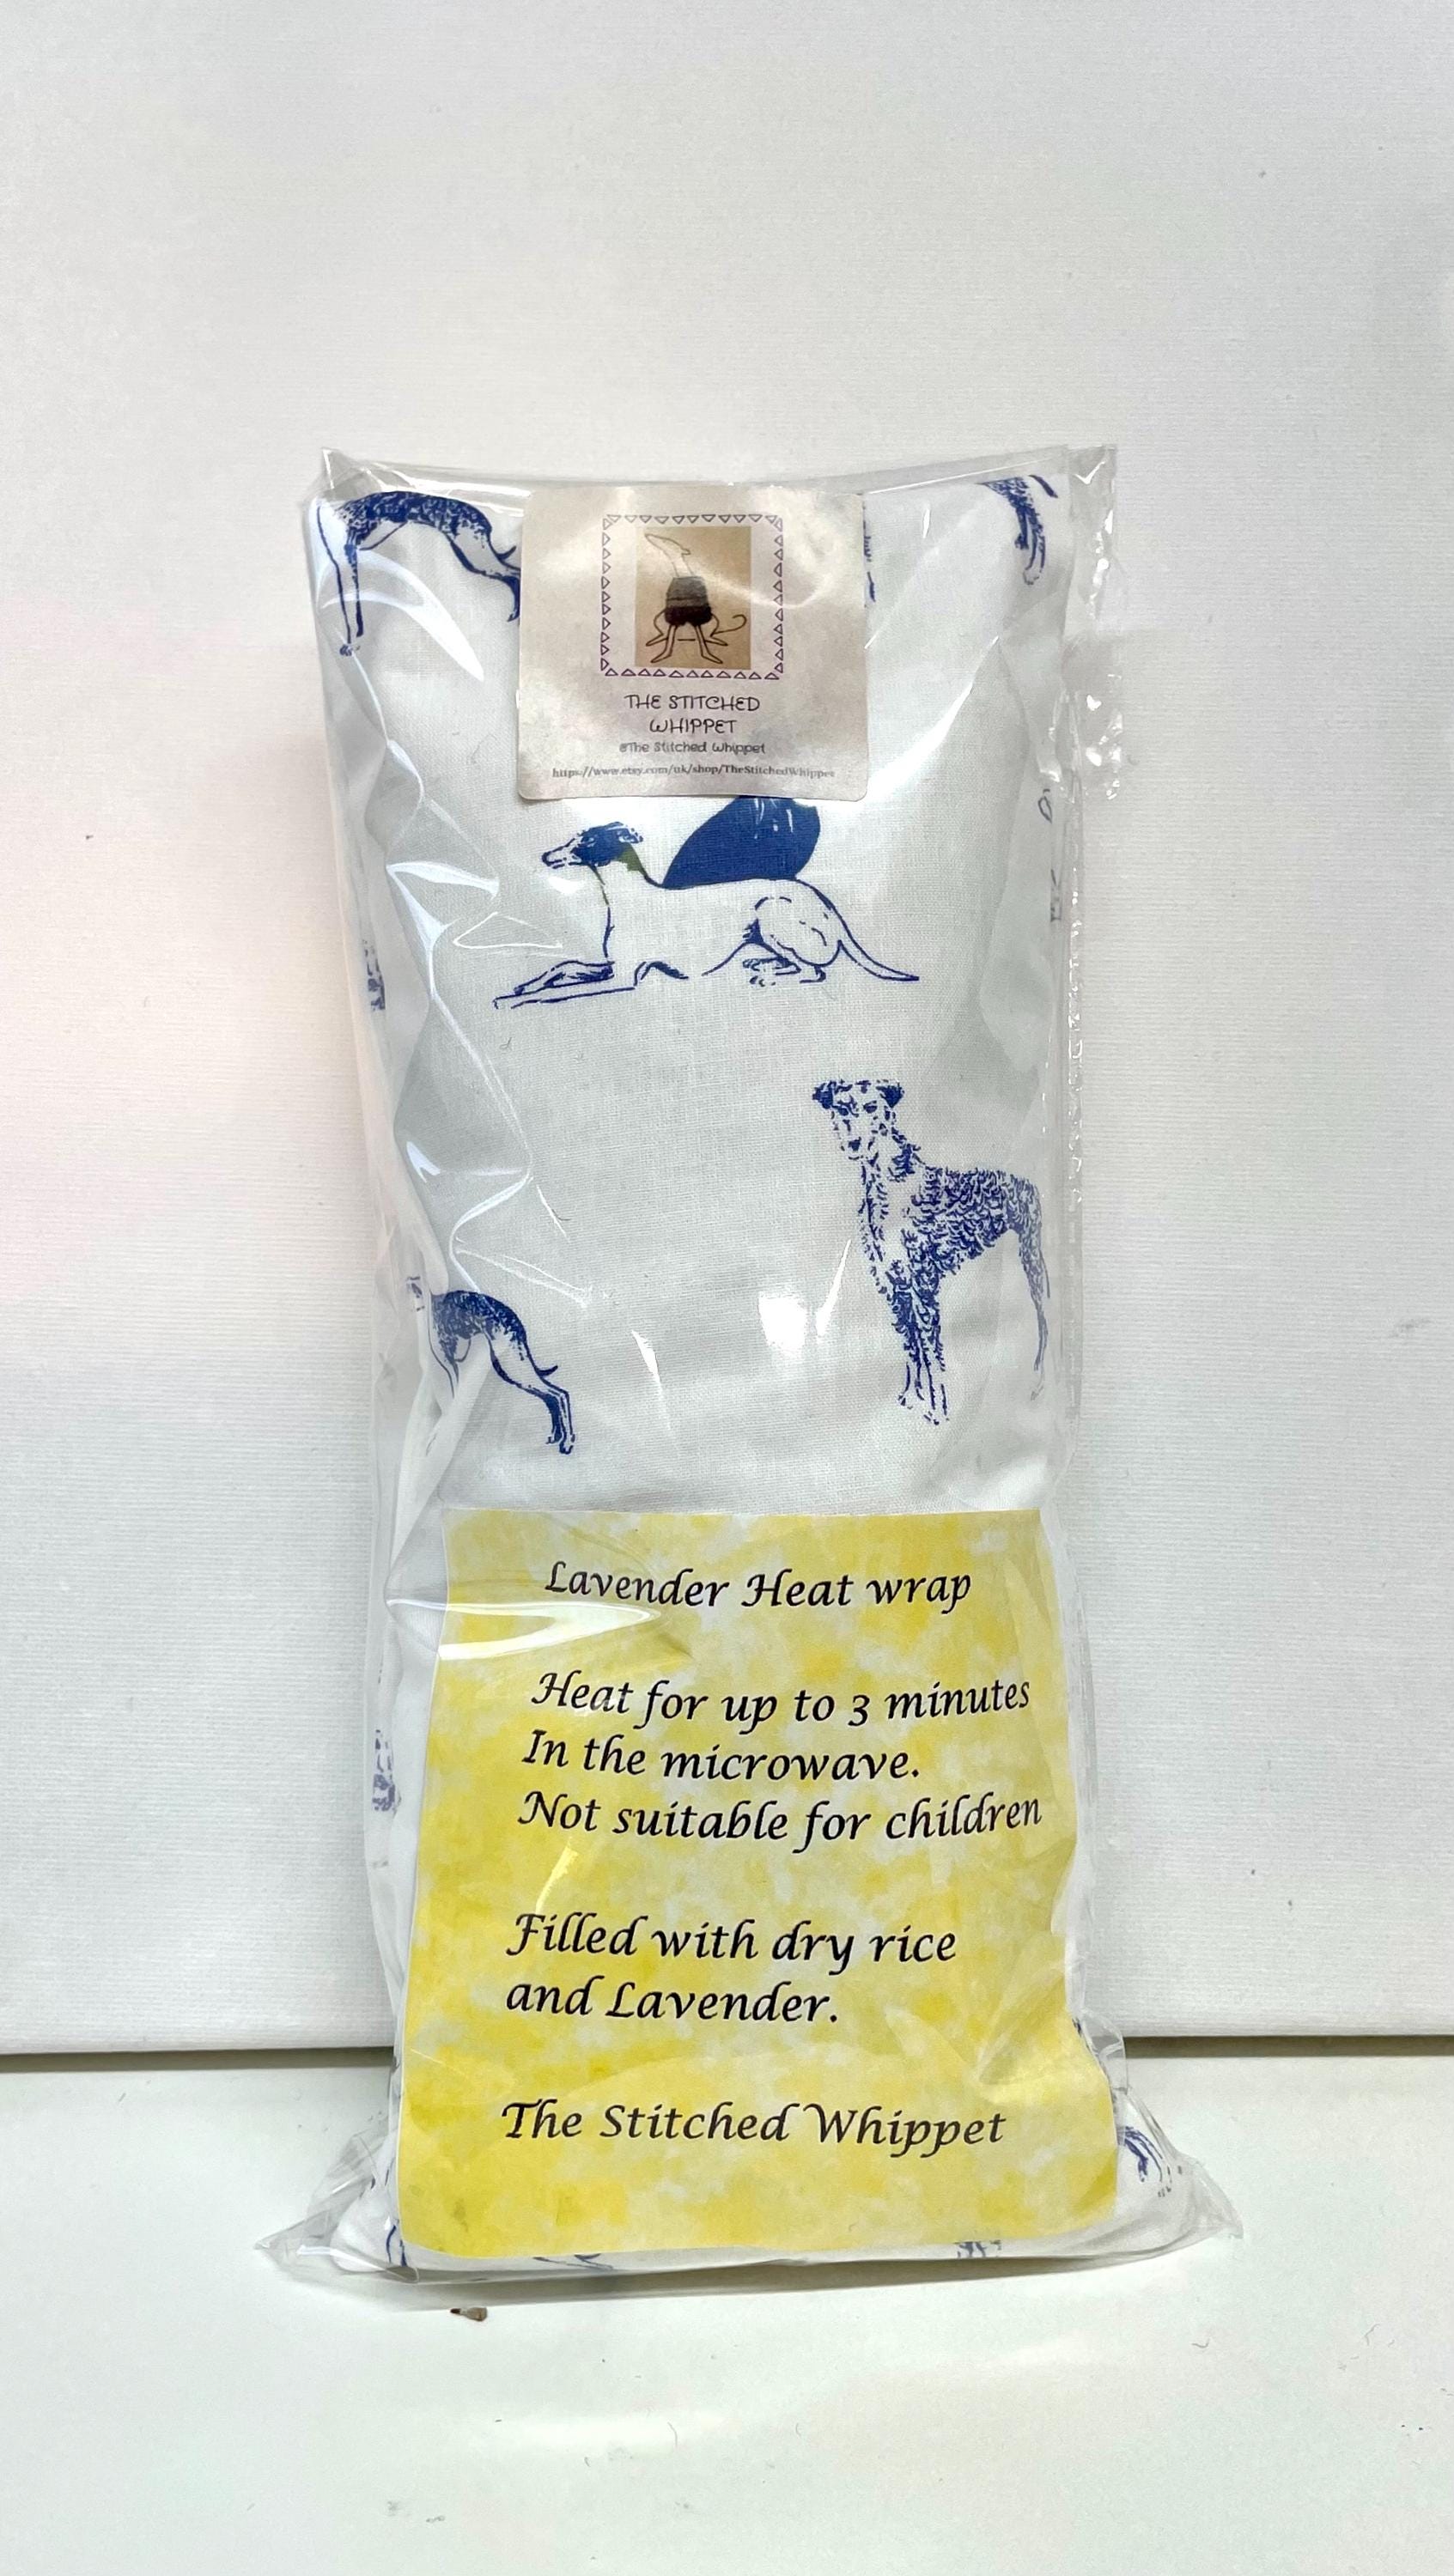 THE STITCHED
WHIPPET
©The Stitched Whippet
https://www.etsy.com/uk/shop/TheStitchedWhippet
Lavender Heat wrap
Heat for up to 3 minutes
In the microwave.
Not suitable for children
Filled with dry rice
and Lavender.
The Stitched Whippet